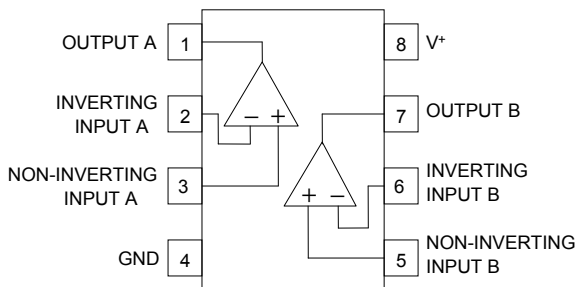 OUTPUT A
1
INVERTING
INPUT A
2
NON-INVERTING
INPUT A
3
GND
4
8
V+
7
OUTPUT B
6
INVERTING
INPUT B
5
NON-INVERTING
INPUT B
− +
+ −